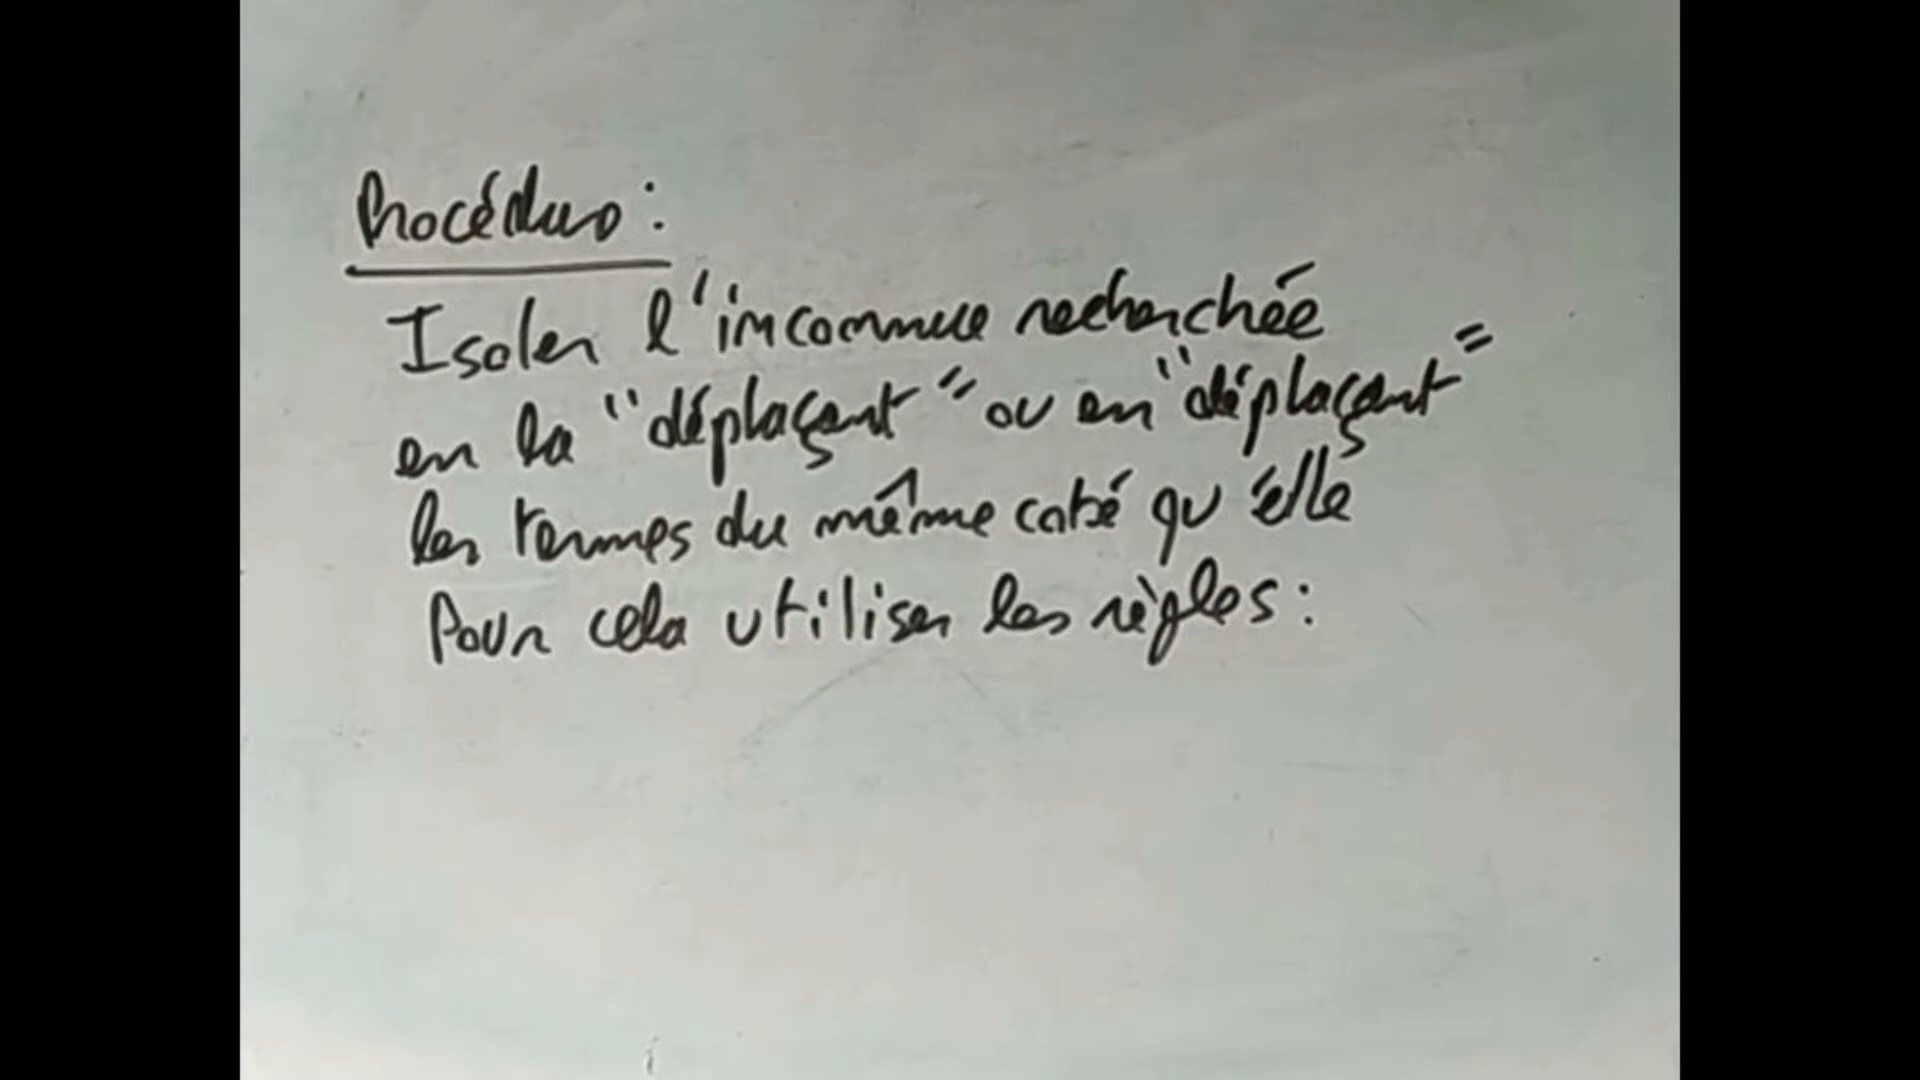 Procédure :
Isoler l'inconnue recherchée
en la "déplaçant" ou en "déplaçant"
les termes du même coté qu'elle
Pour cela utiliser les règles :